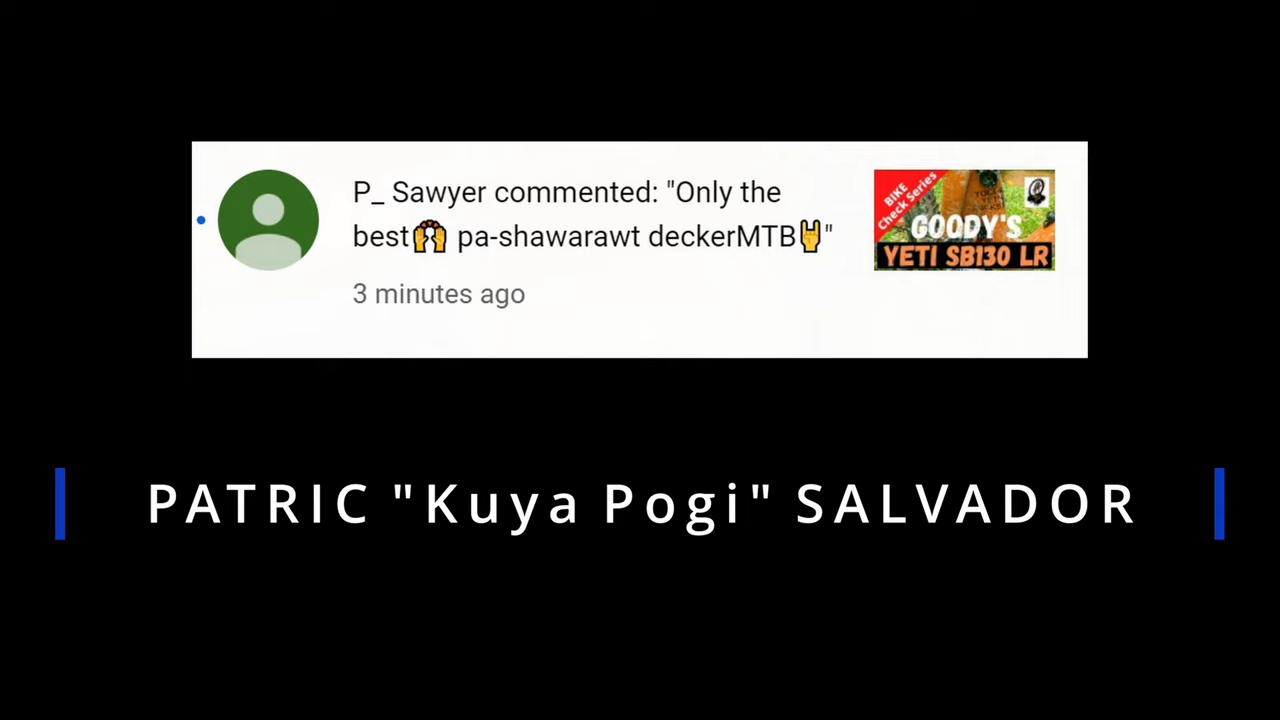 P_ Sawyer commented: "Only the
best🙌 pa-shawarawt deckerMTB🤘"
3 minutes ago
BIKE
Check Series
GOODY'S
YETI SB130 LR
PATRIC "Kuya Pogi" SALVADOR